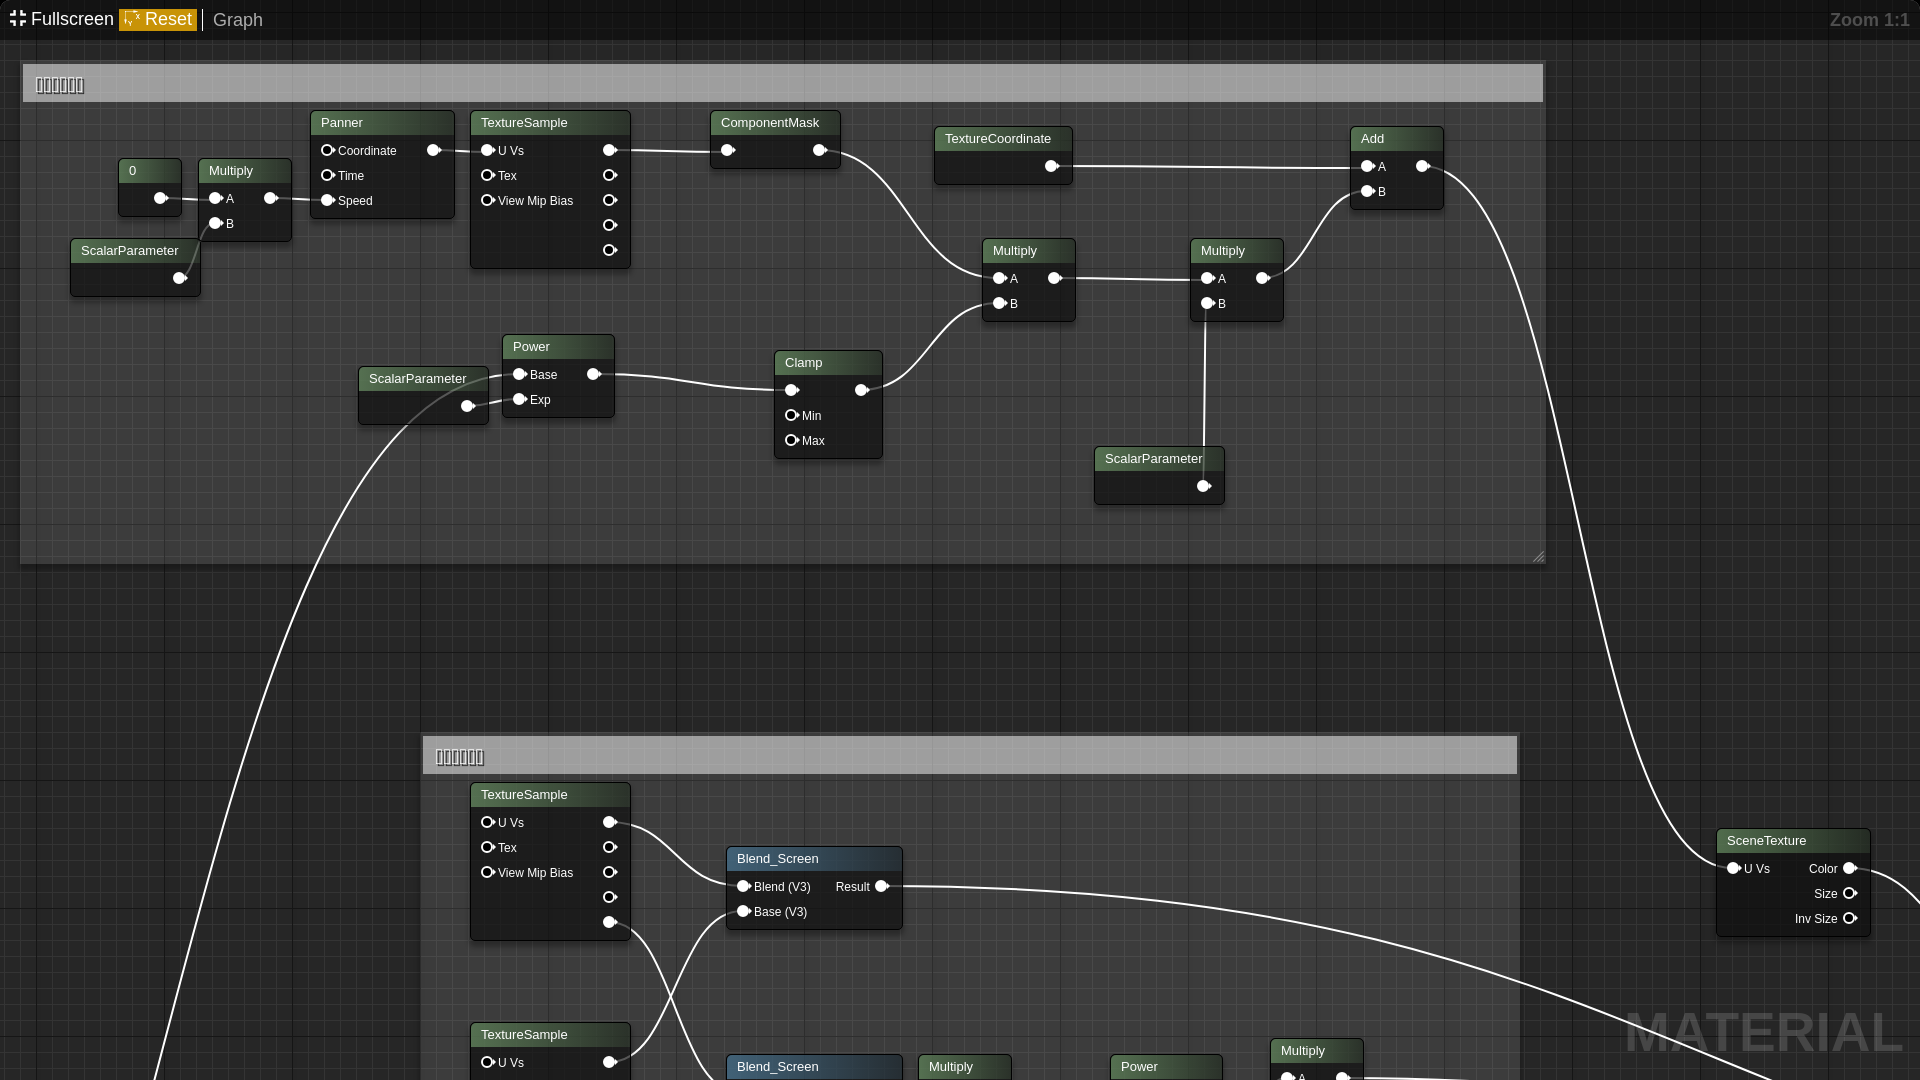 Fullscreen Reset Graph Zoom 1:1
Panner
Coordinate
Time
Speed
TextureSample
U Vs
Tex
View Mip Bias
ComponentMask
TextureCoordinate
Add
A
B
0
Multiply
A
B
ScalarParameter
Multiply
A
B
Multiply
A
B
Power
Base
Exp
ScalarParameter
Clamp
Min
Max
ScalarParameter
TextureSample
U Vs
Tex
View Mip Bias
Blend_Screen
Blend (V3) Result
Base (V3)
SceneTexture
U Vs Color
Size
Inv Size
TextureSample
U Vs
Blend_Screen
Multiply
Power
Multiply
A
MATERIAL